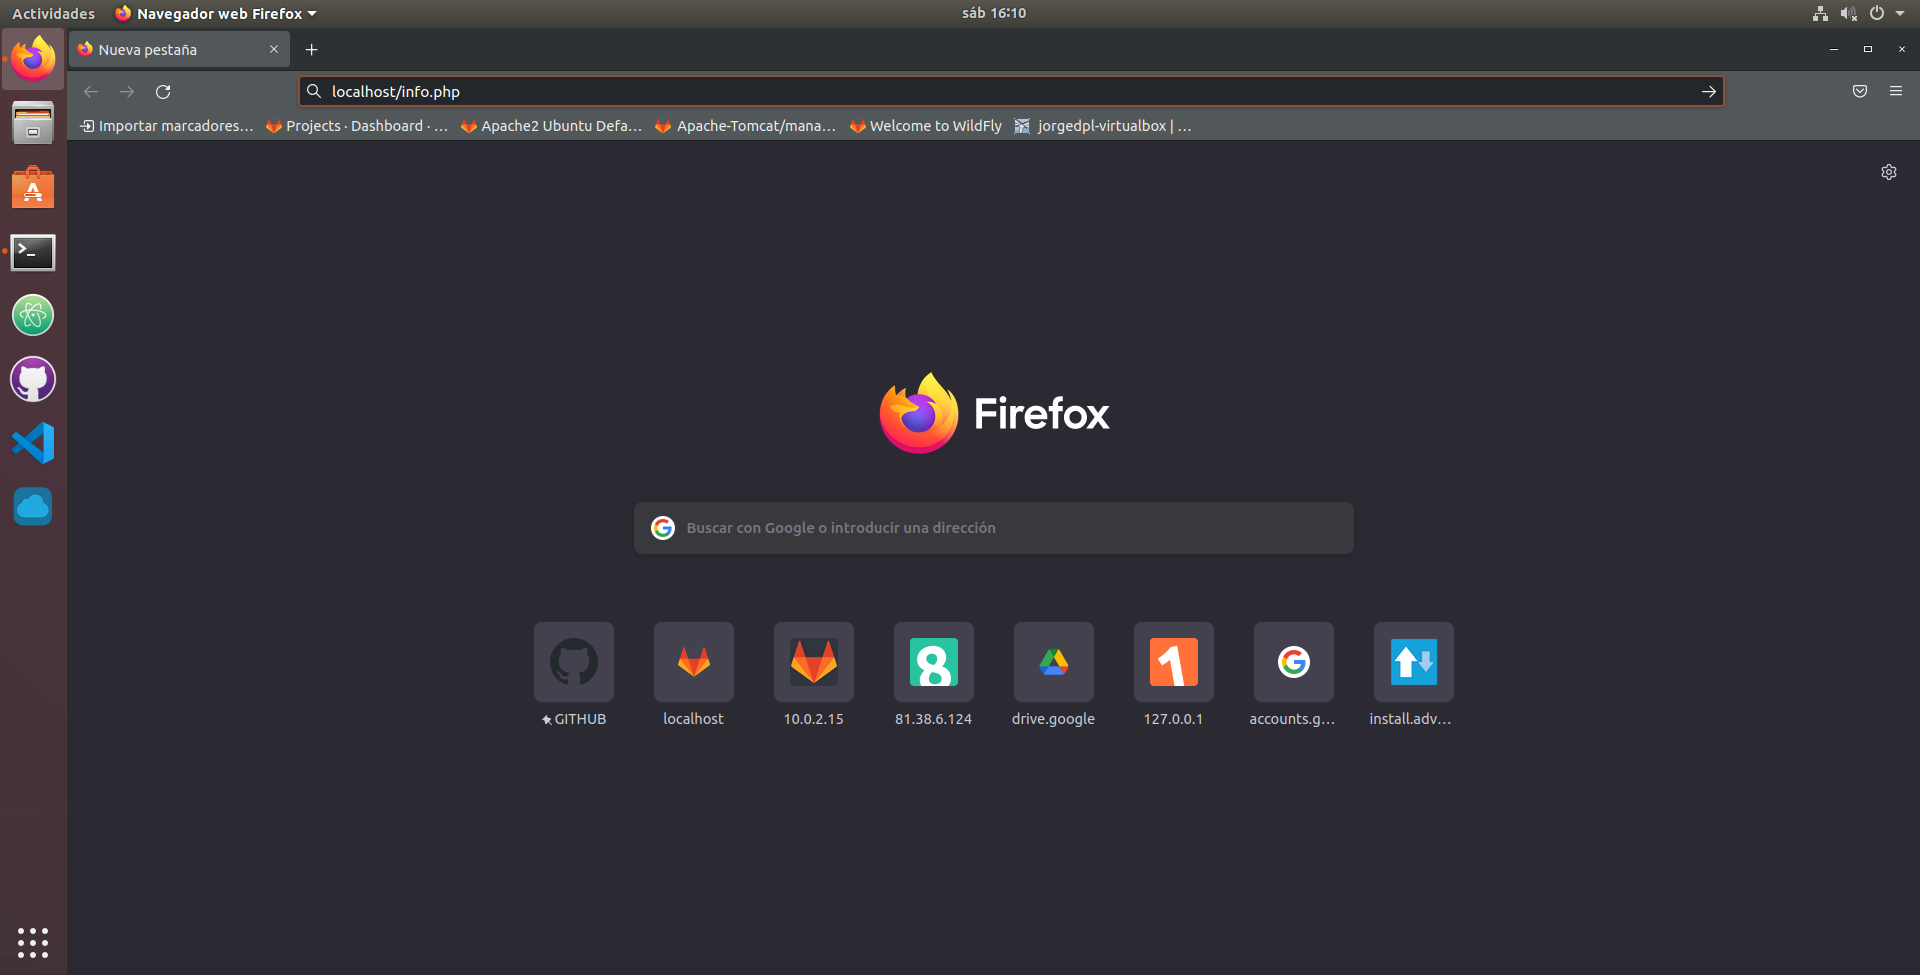 Actividades Navegador web Firefox sáb 16:10
Nueva pestaña
localhost/info.php
Importar marcadores… Projects · Dashboard · … Apache2 Ubuntu Defa… Apache-Tomcat/mana… Welcome to WildFly jorgedpl-virtualbox | …
Firefox
Buscar con Google o introducir una dirección
8 1
GITHUB localhost 10.0.2.15 81.38.6.124 drive.google 127.0.0.1 accounts.g… install.adv…